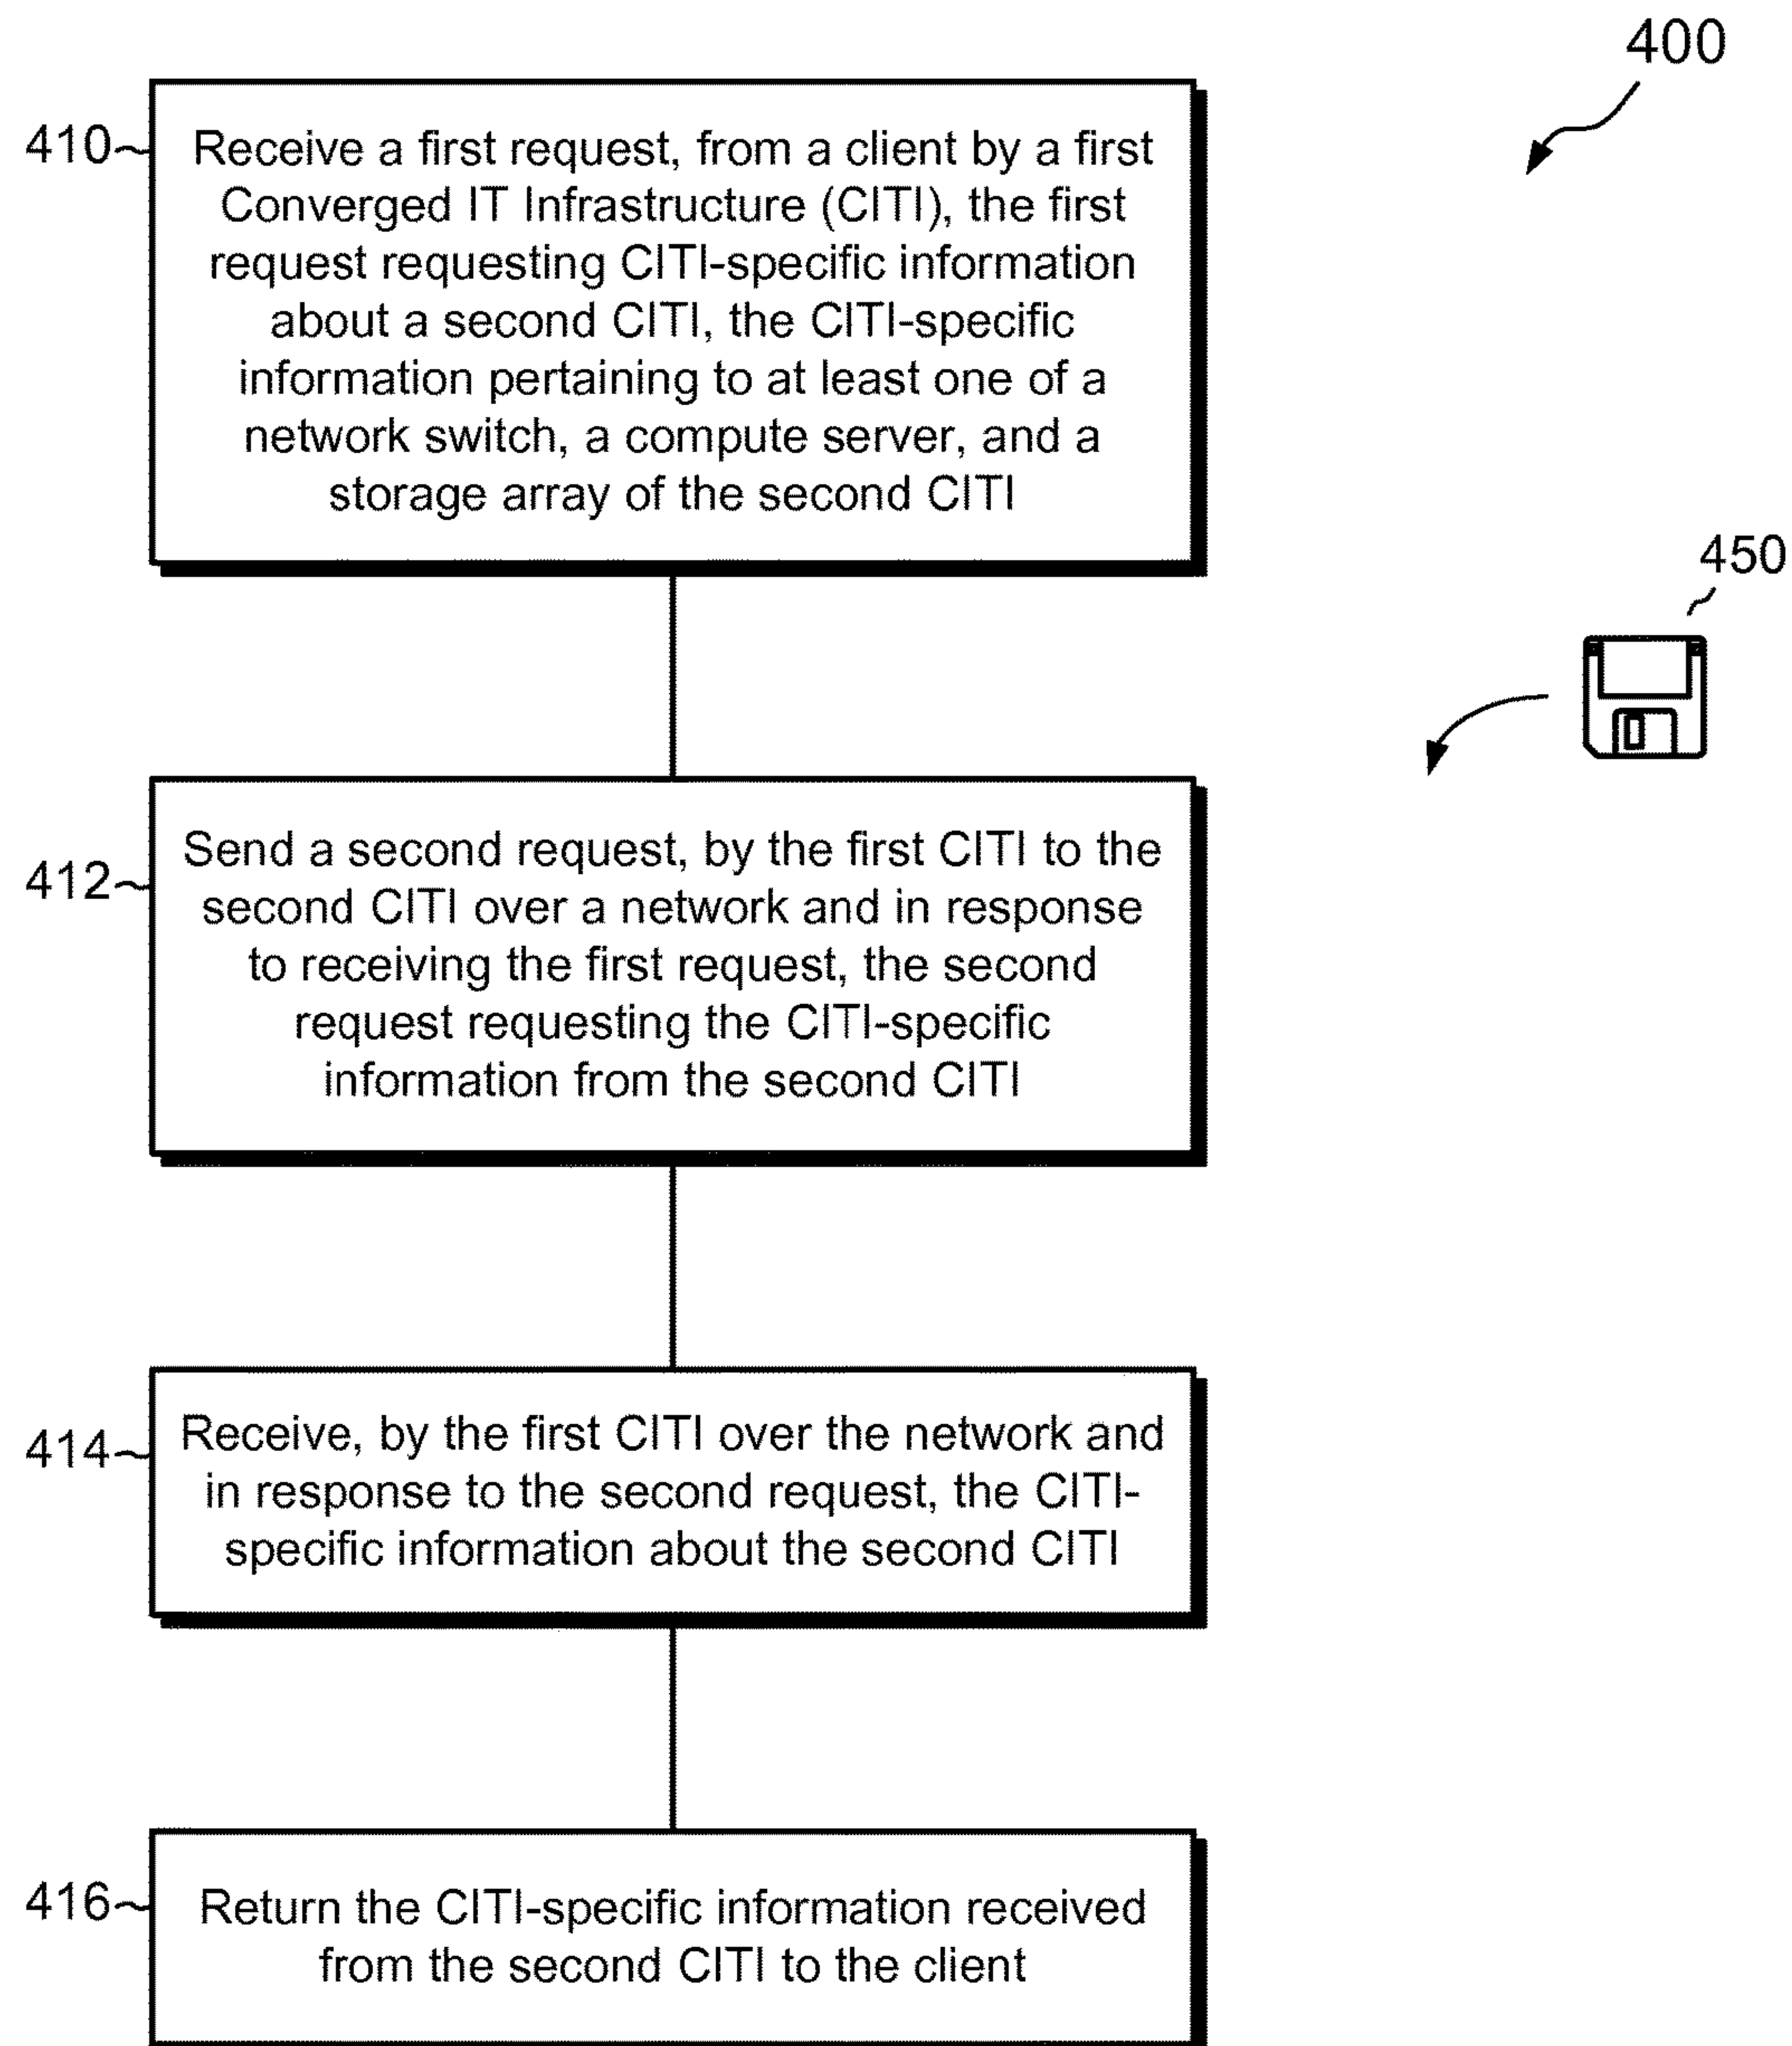 400
410
Receive a first request, from a client by a first
Converged IT Infrastructure (CITI), the first
request requesting CITI-specific information
about a second CITI, the CITI-specific
information pertaining to at least one of a
network switch, a compute server, and a
storage array of the second CITI
450
412
Send a second request, by the first CITI to the
second CITI over a network and in response
to receiving the first request, the second
request requesting the CITI-specific
information from the second CITI
414
Receive, by the first CITI over the network and
in response to the second request, the CITI-
specific information about the second CITI
416
Return the CITI-specific information received
from the second CITI to the client